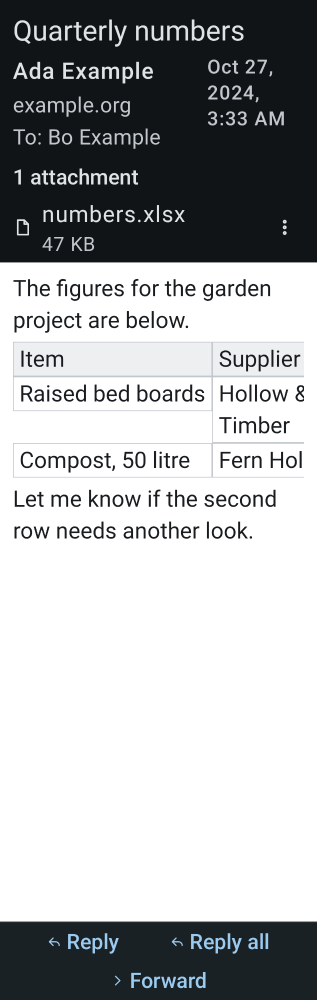 Quarterly numbers
Ada Example
Oct 27,
2024,
3:33 AM
example.org
To: Bo Example
1 attachment
numbers.xlsx
47 KB
The figures for the garden
project are below.
Item Supplier
Raised bed boards Hollow &
Timber
Compost, 50 litre Fern Hol
Let me know if the second
row needs another look.
Reply Reply all
Forward